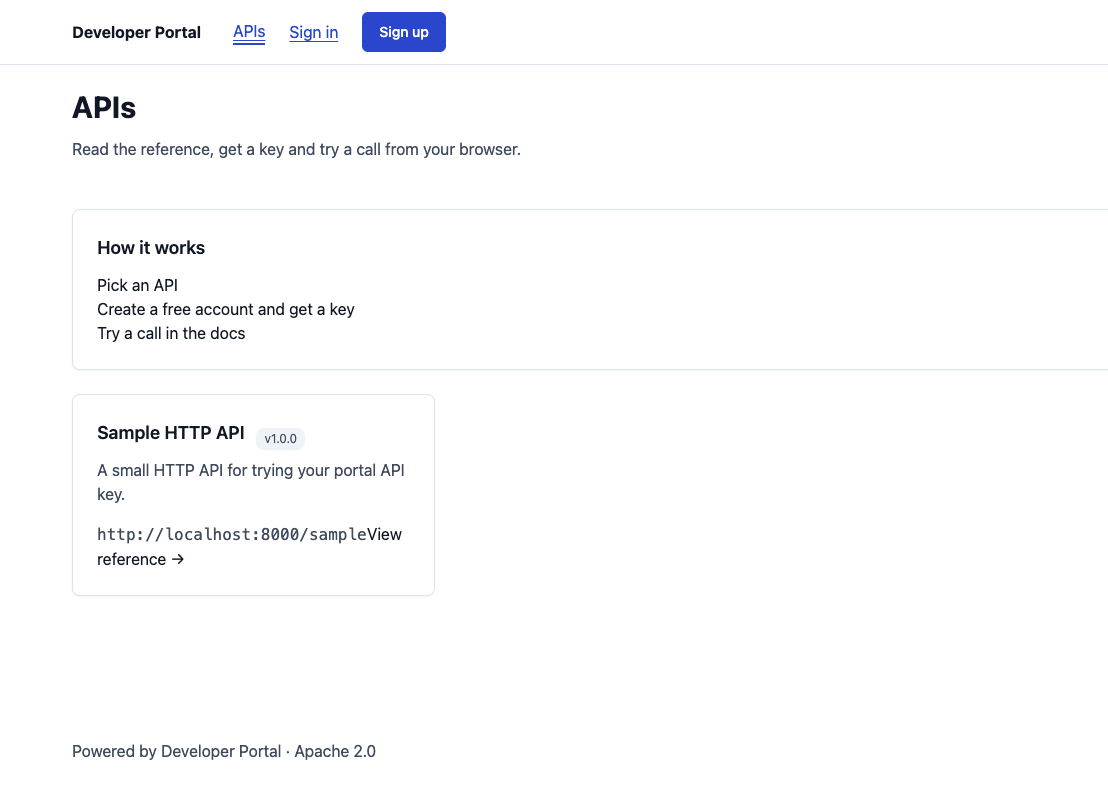 Developer Portal APIs Sign in Sign up
APIs
Read the reference, get a key and try a call from your browser.
How it works
Pick an API
Create a free account and get a key
Try a call in the docs
Sample HTTP API v1.0.0
A small HTTP API for trying your portal API
key.
http://localhost:8000/sampleView
reference →
Powered by Developer Portal · Apache 2.0